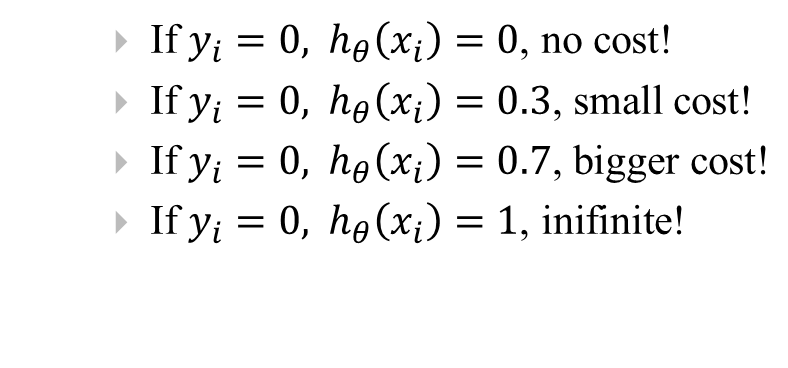 If yᵢ = 0, h_θ(xᵢ) = 0, no cost!
If yᵢ = 0, h_θ(xᵢ) = 0.3, small cost!
If yᵢ = 0, h_θ(xᵢ) = 0.7, bigger cost!
If yᵢ = 0, h_θ(xᵢ) = 1, inifinite!